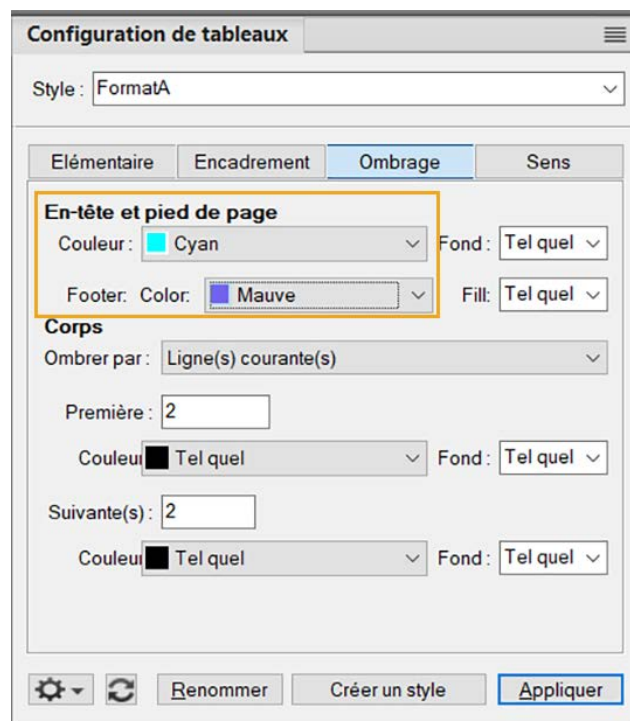 Configuration de tableaux
Style : FormatA
Elémentaire Encadrement Ombrage Sens
En-tête et pied de page
Couleur : Cyan Fond : Tel quel
Footer: Color: Mauve Fill: Tel quel
Corps
Ombrer par : Ligne(s) courante(s)
Première : 2
Couleur Tel quel Fond : Tel quel
Suivante(s) : 2
Couleur Tel quel Fond : Tel quel
Renommer Créer un style Appliquer